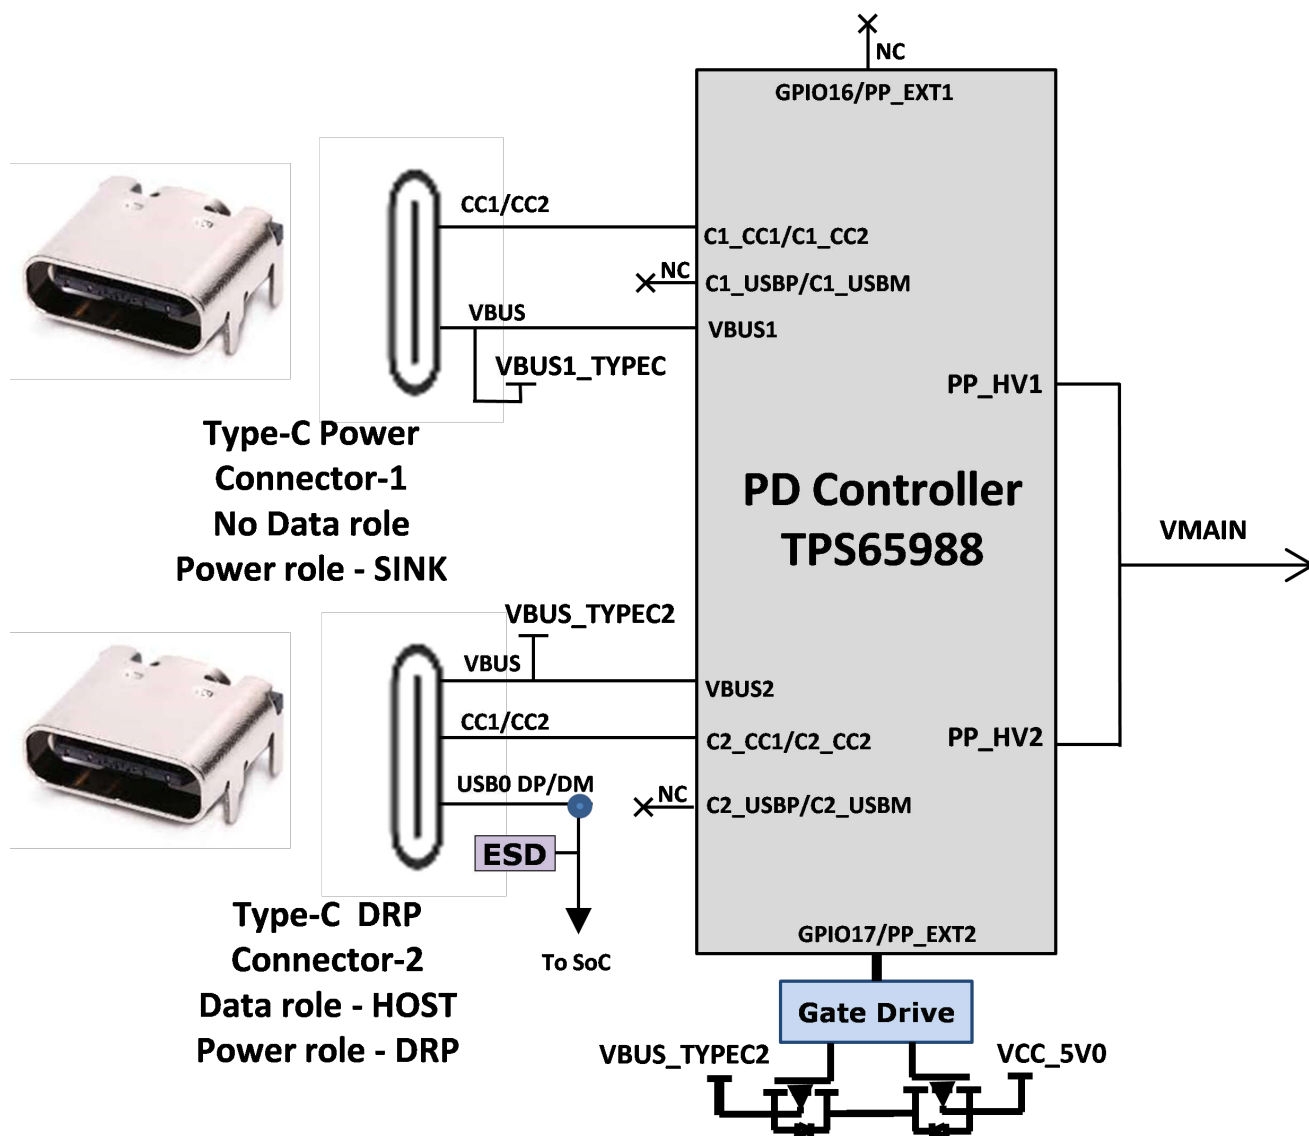 NC
GPIO16/PP_EXT1
CC1/CC2
C1_CC1/C1_CC2
NC
C1_USBP/C1_USBM
VBUS
VBUS1
VBUS1_TYPEC
PP_HV1
Type-C Power
Connector-1
No Data role
Power role - SINK
PD Controller
TPS65988
VMAIN
VBUS_TYPEC2
VBUS
VBUS2
CC1/CC2
C2_CC1/C2_CC2
PP_HV2
USB0 DP/DM
NC
C2_USBP/C2_USBM
ESD
To SoC
Type-C  DRP
Connector-2
Data role - HOST
Power role - DRP
GPIO17/PP_EXT2
Gate Drive
VBUS_TYPEC2
VCC_5V0